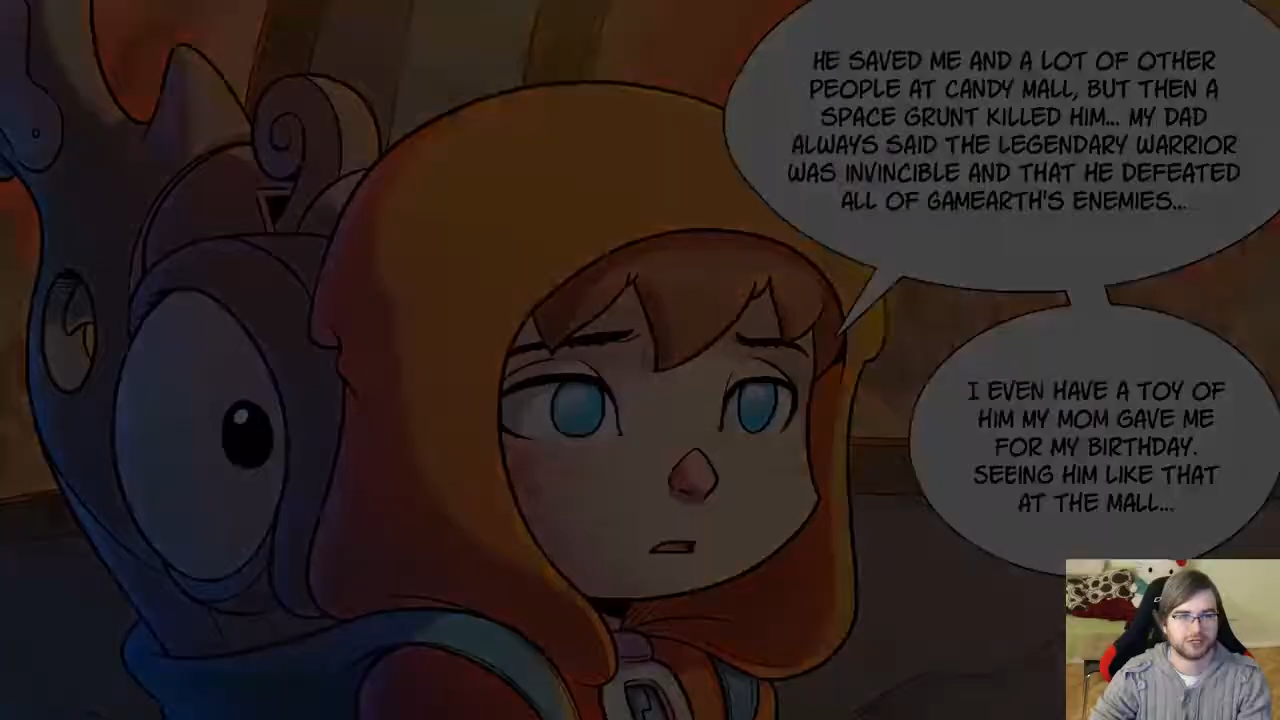 HE SAVED ME AND A LOT OF OTHER
PEOPLE AT CANDY MALL, BUT THEN A
SPACE GRUNT KILLED HIM... MY DAD
ALWAYS SAID THE LEGENDARY WARRIOR
WAS INVINCIBLE AND THAT HE DEFEATED
ALL OF GAMEARTH'S ENEMIES...
I EVEN HAVE A TOY OF
HIM MY MOM GAVE ME
FOR MY BIRTHDAY.
SEEING HIM LIKE THAT
AT THE MALL...